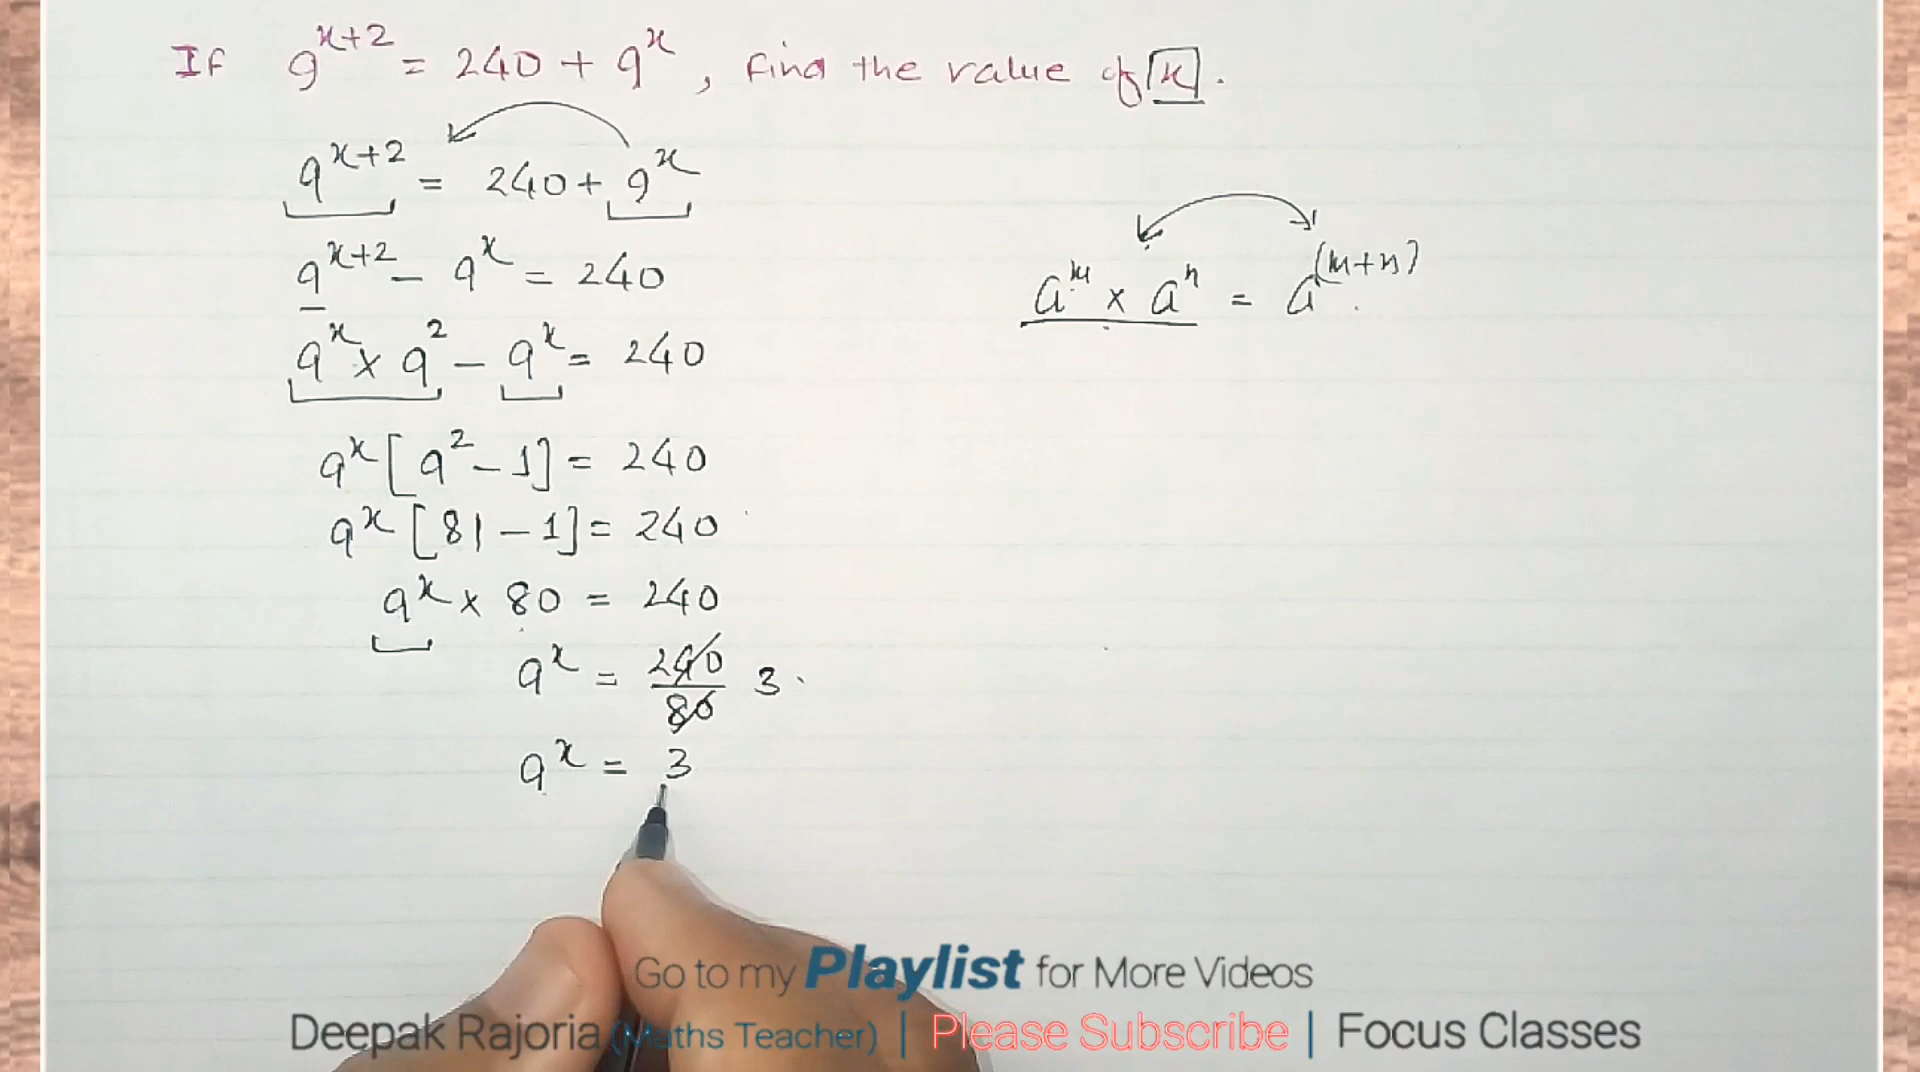 If 9^{x+2} = 240 + 9^x, find the value of [x].
9^{x+2} = 240 + 9^x
9^{x+2} - 9^x = 240
a^m × a^n = a^{(m+n)}
9^x × 9^2 - 9^x = 240
9^x [9^2 - 1] = 240
9^x [81 - 1] = 240
9^x × 80 = 240
9^x = 240/80 3
9^x = 3
Go to my Playlist for More Videos
Deepak Rajoria (Maths Teacher) | Please Subscribe | Focus Classes